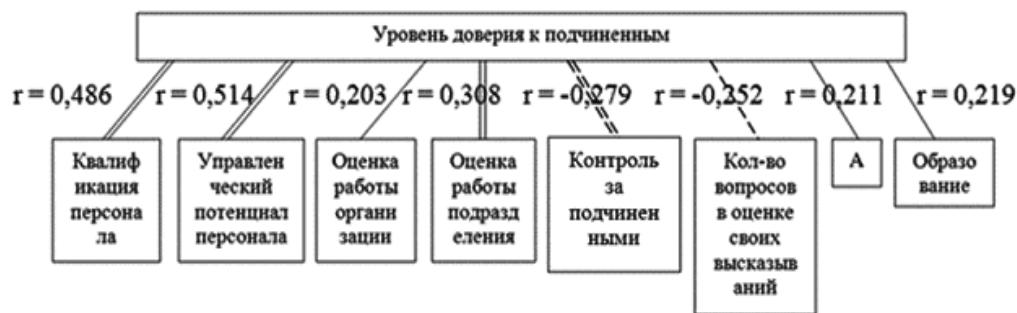 Уровень доверия к подчиненным
r = 0,486 r = 0,514 r = 0,203 r = 0,308 r = -0,279 r = -0,252 r = 0,211 r = 0,219
Квалиф
икация
персона
ла
Управлен
ческий
потенциал
персонала
Оценка
работы
органи
зации
Оценка
работы
подразд
еления
Контроль
за
подчинен
ными
Кол-во
вопросов
в оценке
своих
высказыв
аний
А
Образо
вание